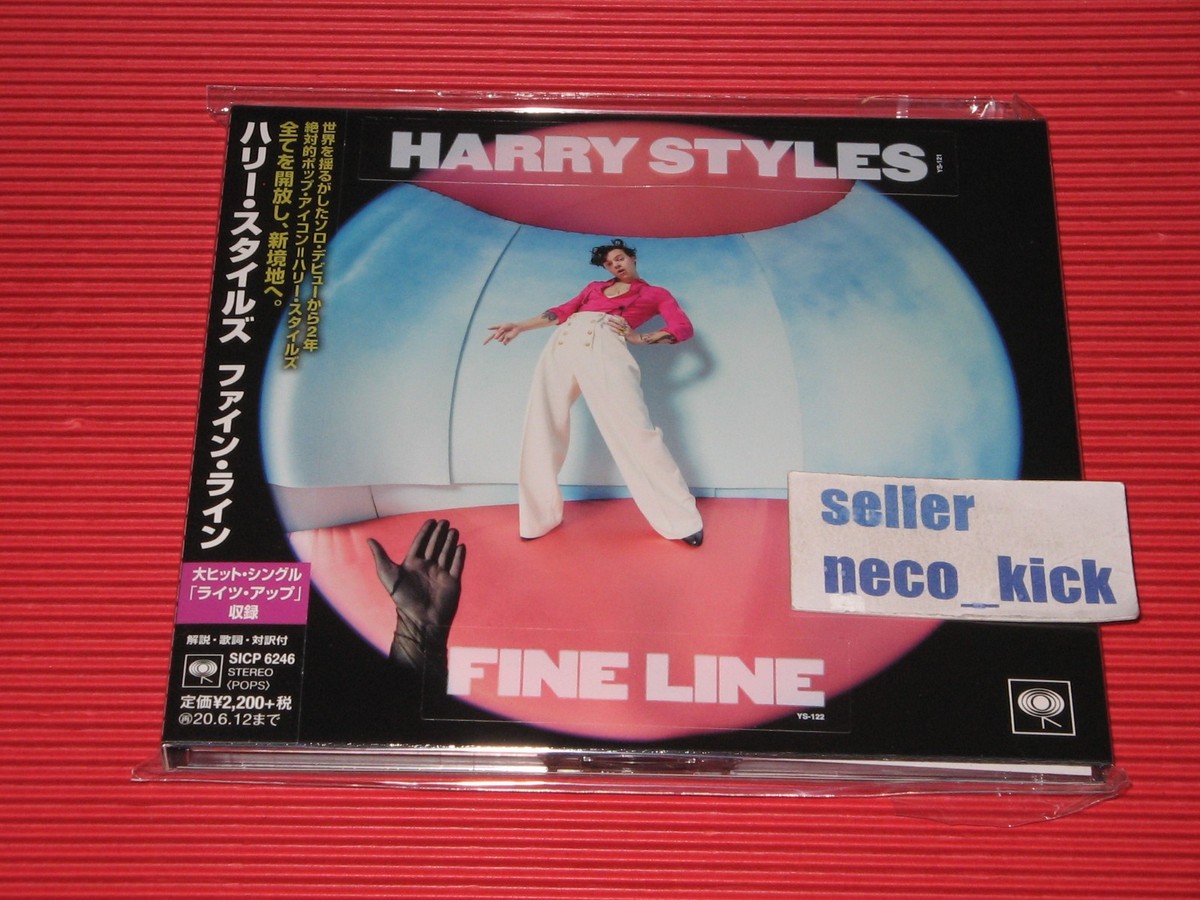 世界を揺るがしたソロ・デビューから2年
絶対的ポップ・アイコン=ハリー・スタイルズ
全てを開放し、新境地へ。
ハリー・スタイルズ ファイン・ライン
大ヒット・シングル
「ライツ・アップ」
収録
解説・歌詞・対訳付
SICP 6246
STEREO
〈POPS〉
定価¥2,200+税
Ⓡ20.6.12まで
HARRY STYLES
YS-121
seller
neco_kick
FINE LINE
YS-122